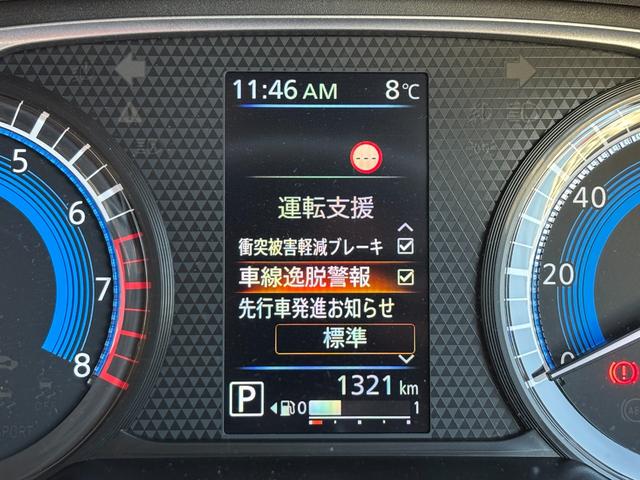 11:46 AM 8℃
運転支援
衝突被害軽減ブレーキ
車線逸脱警報
先行車発進お知らせ
標準
1321 km
P 0 1
5
6
7
8
40
20
0